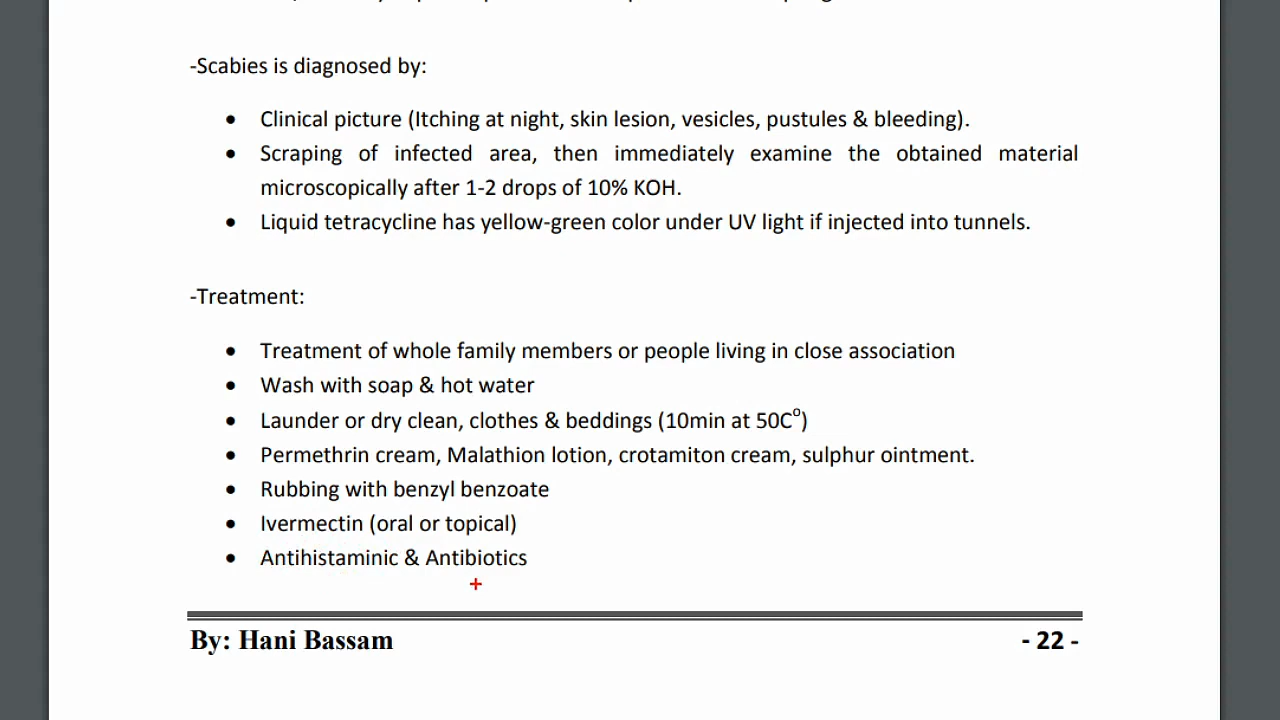 -Scabies is diagnosed by:
• Clinical picture (Itching at night, skin lesion, vesicles, pustules & bleeding).
• Scraping of infected area, then immediately examine the obtained material
microscopically after 1-2 drops of 10% KOH.
• Liquid tetracycline has yellow-green color under UV light if injected into tunnels.
-Treatment:
• Treatment of whole family members or people living in close association
• Wash with soap & hot water
• Launder or dry clean, clothes & beddings (10min at 50Cº)
• Permethrin cream, Malathion lotion, crotamiton cream, sulphur ointment.
• Rubbing with benzyl benzoate
• Ivermectin (oral or topical)
• Antihistaminic & Antibiotics
By: Hani Bassam - 22 -